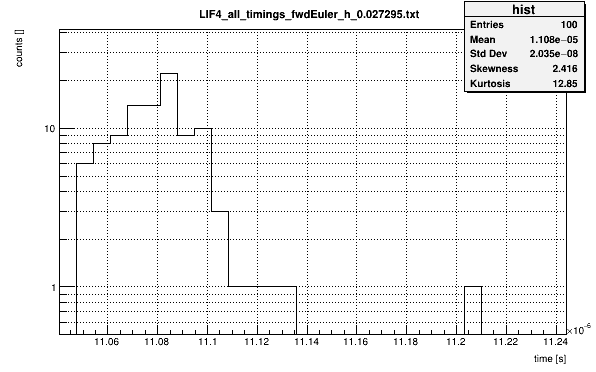 LIF4_all_timings_fwdEuler_h_0.027295.txt
hist
Entries 100
Mean 1.108e−05
Std Dev 2.035e−08
Skewness 2.416
Kurtosis 12.85
counts []
10
1
11.06 11.08 11.1 11.12 11.14 11.16 11.18 11.2 11.22 11.24
×10⁻⁶
time [s]